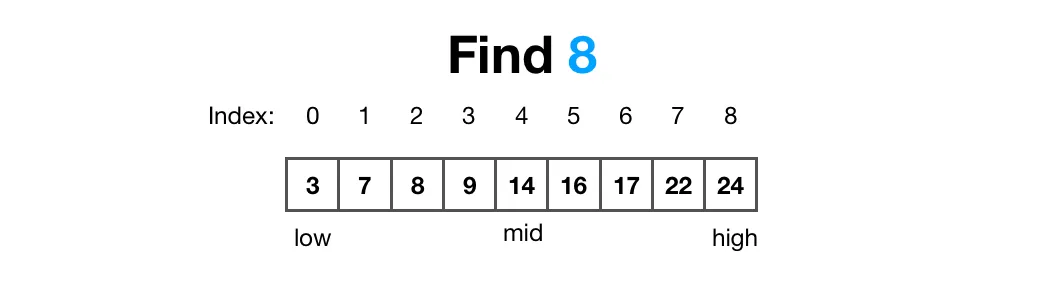 Find 8
Index: 0 1 2 3 4 5 6 7 8
3 7 8 9 14 16 17 22 24
low mid high